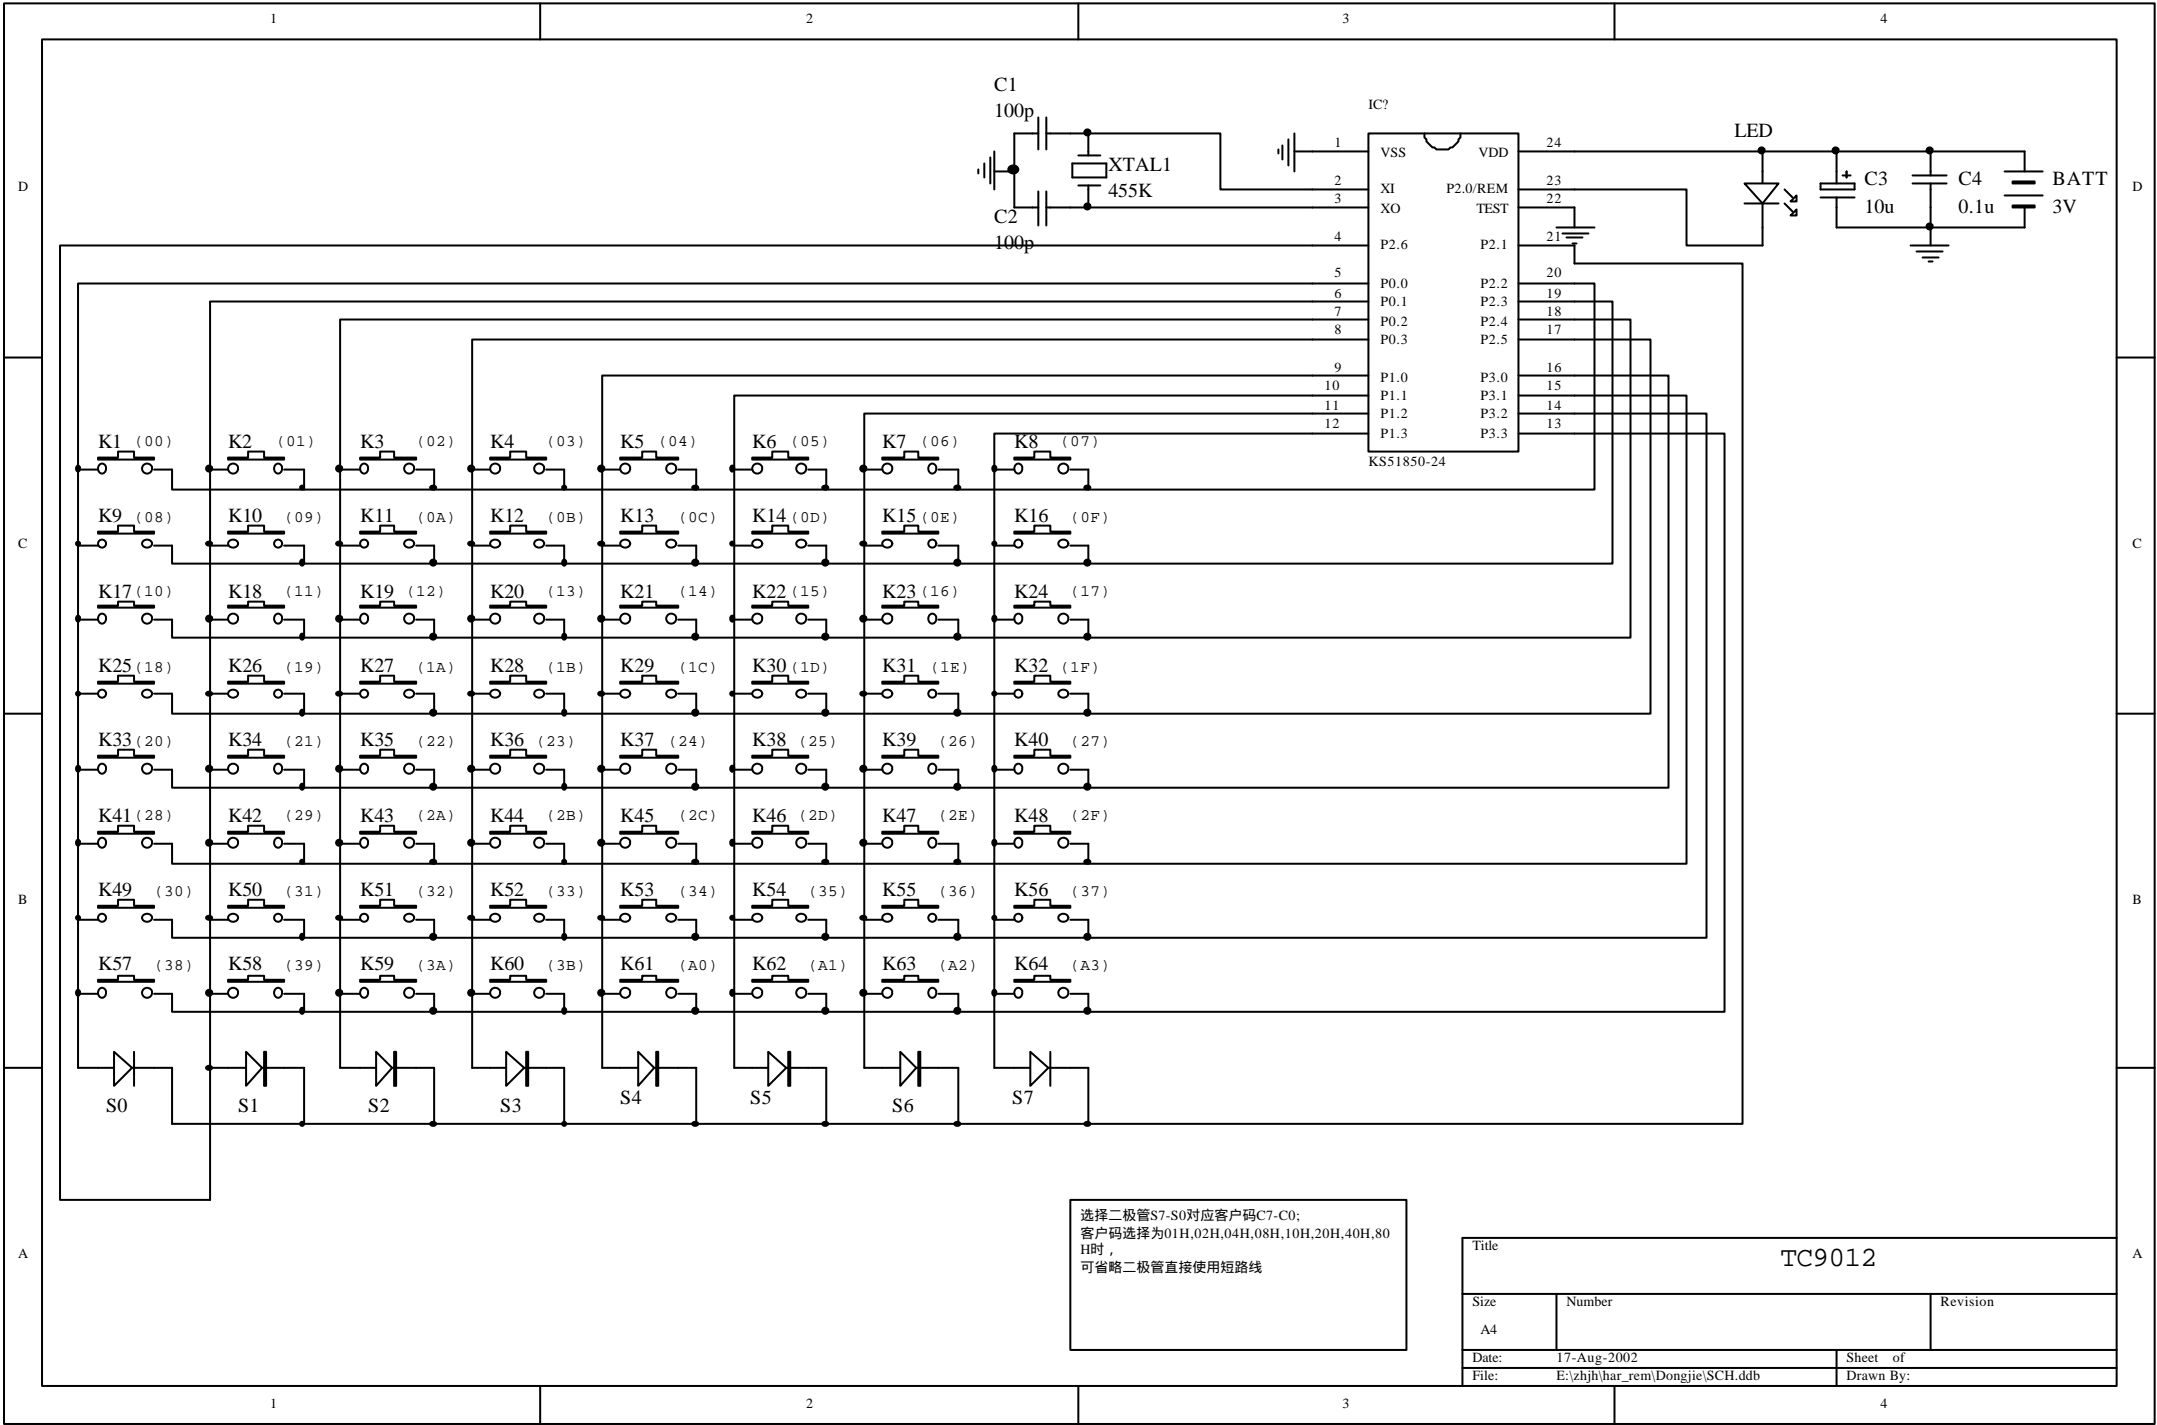 1 2 3 4
C1
100p
IC?
LED
1 VSS VDD 24
XTAL1
455K
2 XI P2.0/REM 23
3 XO TEST 22
C3
10u
C4
0.1u
BATT
3V
D D
C2
100p
4 P2.6 P2.1 21
5 P0.0 P2.2 20
6 P0.1 P2.3 19
7 P0.2 P2.4 18
8 P0.3 P2.5 17
9 P1.0 P3.0 16
10 P1.1 P3.1 15
11 P1.2 P3.2 14
12 P1.3 P3.3 13
KS51850-24
K1 (00) K2 (01) K3 (02) K4 (03) K5 (04) K6 (05) K7 (06) K8 (07)
K9 (08) K10 (09) K11 (0A) K12 (0B) K13 (0C) K14 (0D) K15 (0E) K16 (0F)
C C
K17 (10) K18 (11) K19 (12) K20 (13) K21 (14) K22 (15) K23 (16) K24 (17)
K25 (18) K26 (19) K27 (1A) K28 (1B) K29 (1C) K30 (1D) K31 (1E) K32 (1F)
K33 (20) K34 (21) K35 (22) K36 (23) K37 (24) K38 (25) K39 (26) K40 (27)
K41 (28) K42 (29) K43 (2A) K44 (2B) K45 (2C) K46 (2D) K47 (2E) K48 (2F)
K49 (30) K50 (31) K51 (32) K52 (33) K53 (34) K54 (35) K55 (36) K56 (37)
B B
K57 (38) K58 (39) K59 (3A) K60 (3B) K61 (A0) K62 (A1) K63 (A2) K64 (A3)
S0 S1 S2 S3 S4 S5 S6 S7
选择二极管S7-S0对应客户码C7-C0;
客户码选择为01H,02H,04H,08H,10H,20H,40H,80
H时，
可省略二极管直接使用短路线
A A
Title TC9012
Size Number Revision
A4
Date: 17-Aug-2002 Sheet of
File: E:\zhjh\har_rem\Dongjie\SCH.ddb Drawn By:
1 2 3 4